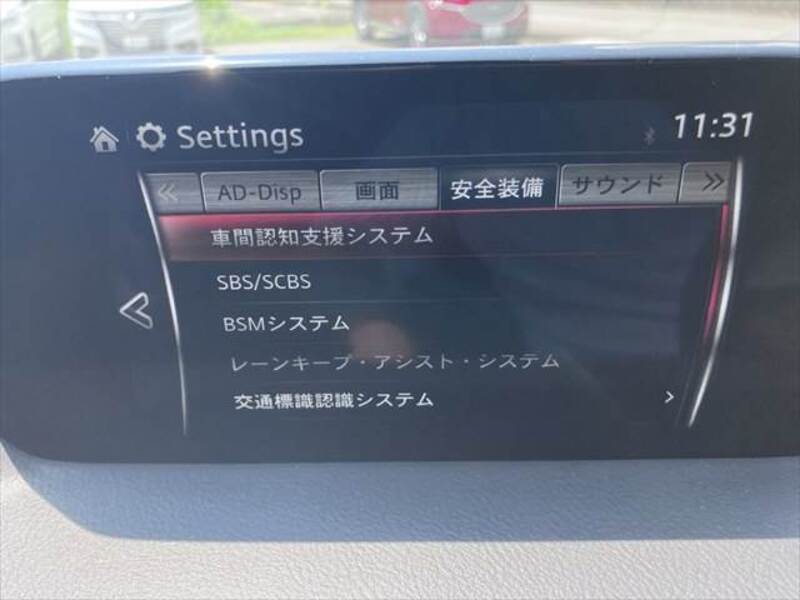 Settings 11:31
AD-Disp 画面 安全装備 サウンド
車間認知支援システム
SBS/SCBS
BSMシステム
レーンキープ・アシスト・システム
交通標識認識システム